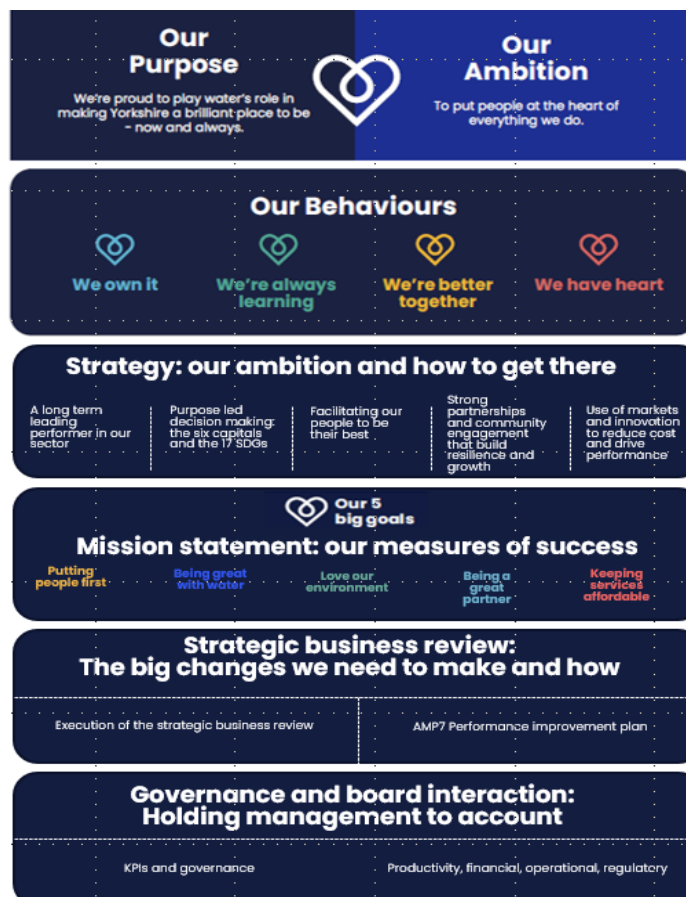 Our
Purpose
We're proud to play water's role in
making Yorkshire a brilliant place to be
- now and always.
Our
Ambition
To put people at the heart of
everything we do.
Our Behaviours
We own it
We're always
learning
We're better
together
We have heart
Strategy: our ambition and how to get there
A long term
leading
performer in our
sector
Purpose led
decision making:
the six capitals
and the 17 SDGs
Facilitating our
people to be
their best
Strong
partnerships
and community
engagement
that build
resilience and
growth
Use of markets
and innovation
to reduce cost
and drive
performance
Our 5
big goals
Mission statement: our measures of success
Putting
people first
Being great
with water
Love our
environment
Being a
great
partner
Keeping
services
affordable
Strategic business review:
The big changes we need to make and how
Execution of the strategic business review
AMP7 Performance improvement plan
Governance and board interaction:
Holding management to account
KPIs and governance
Productivity, financial, operational, regulatory